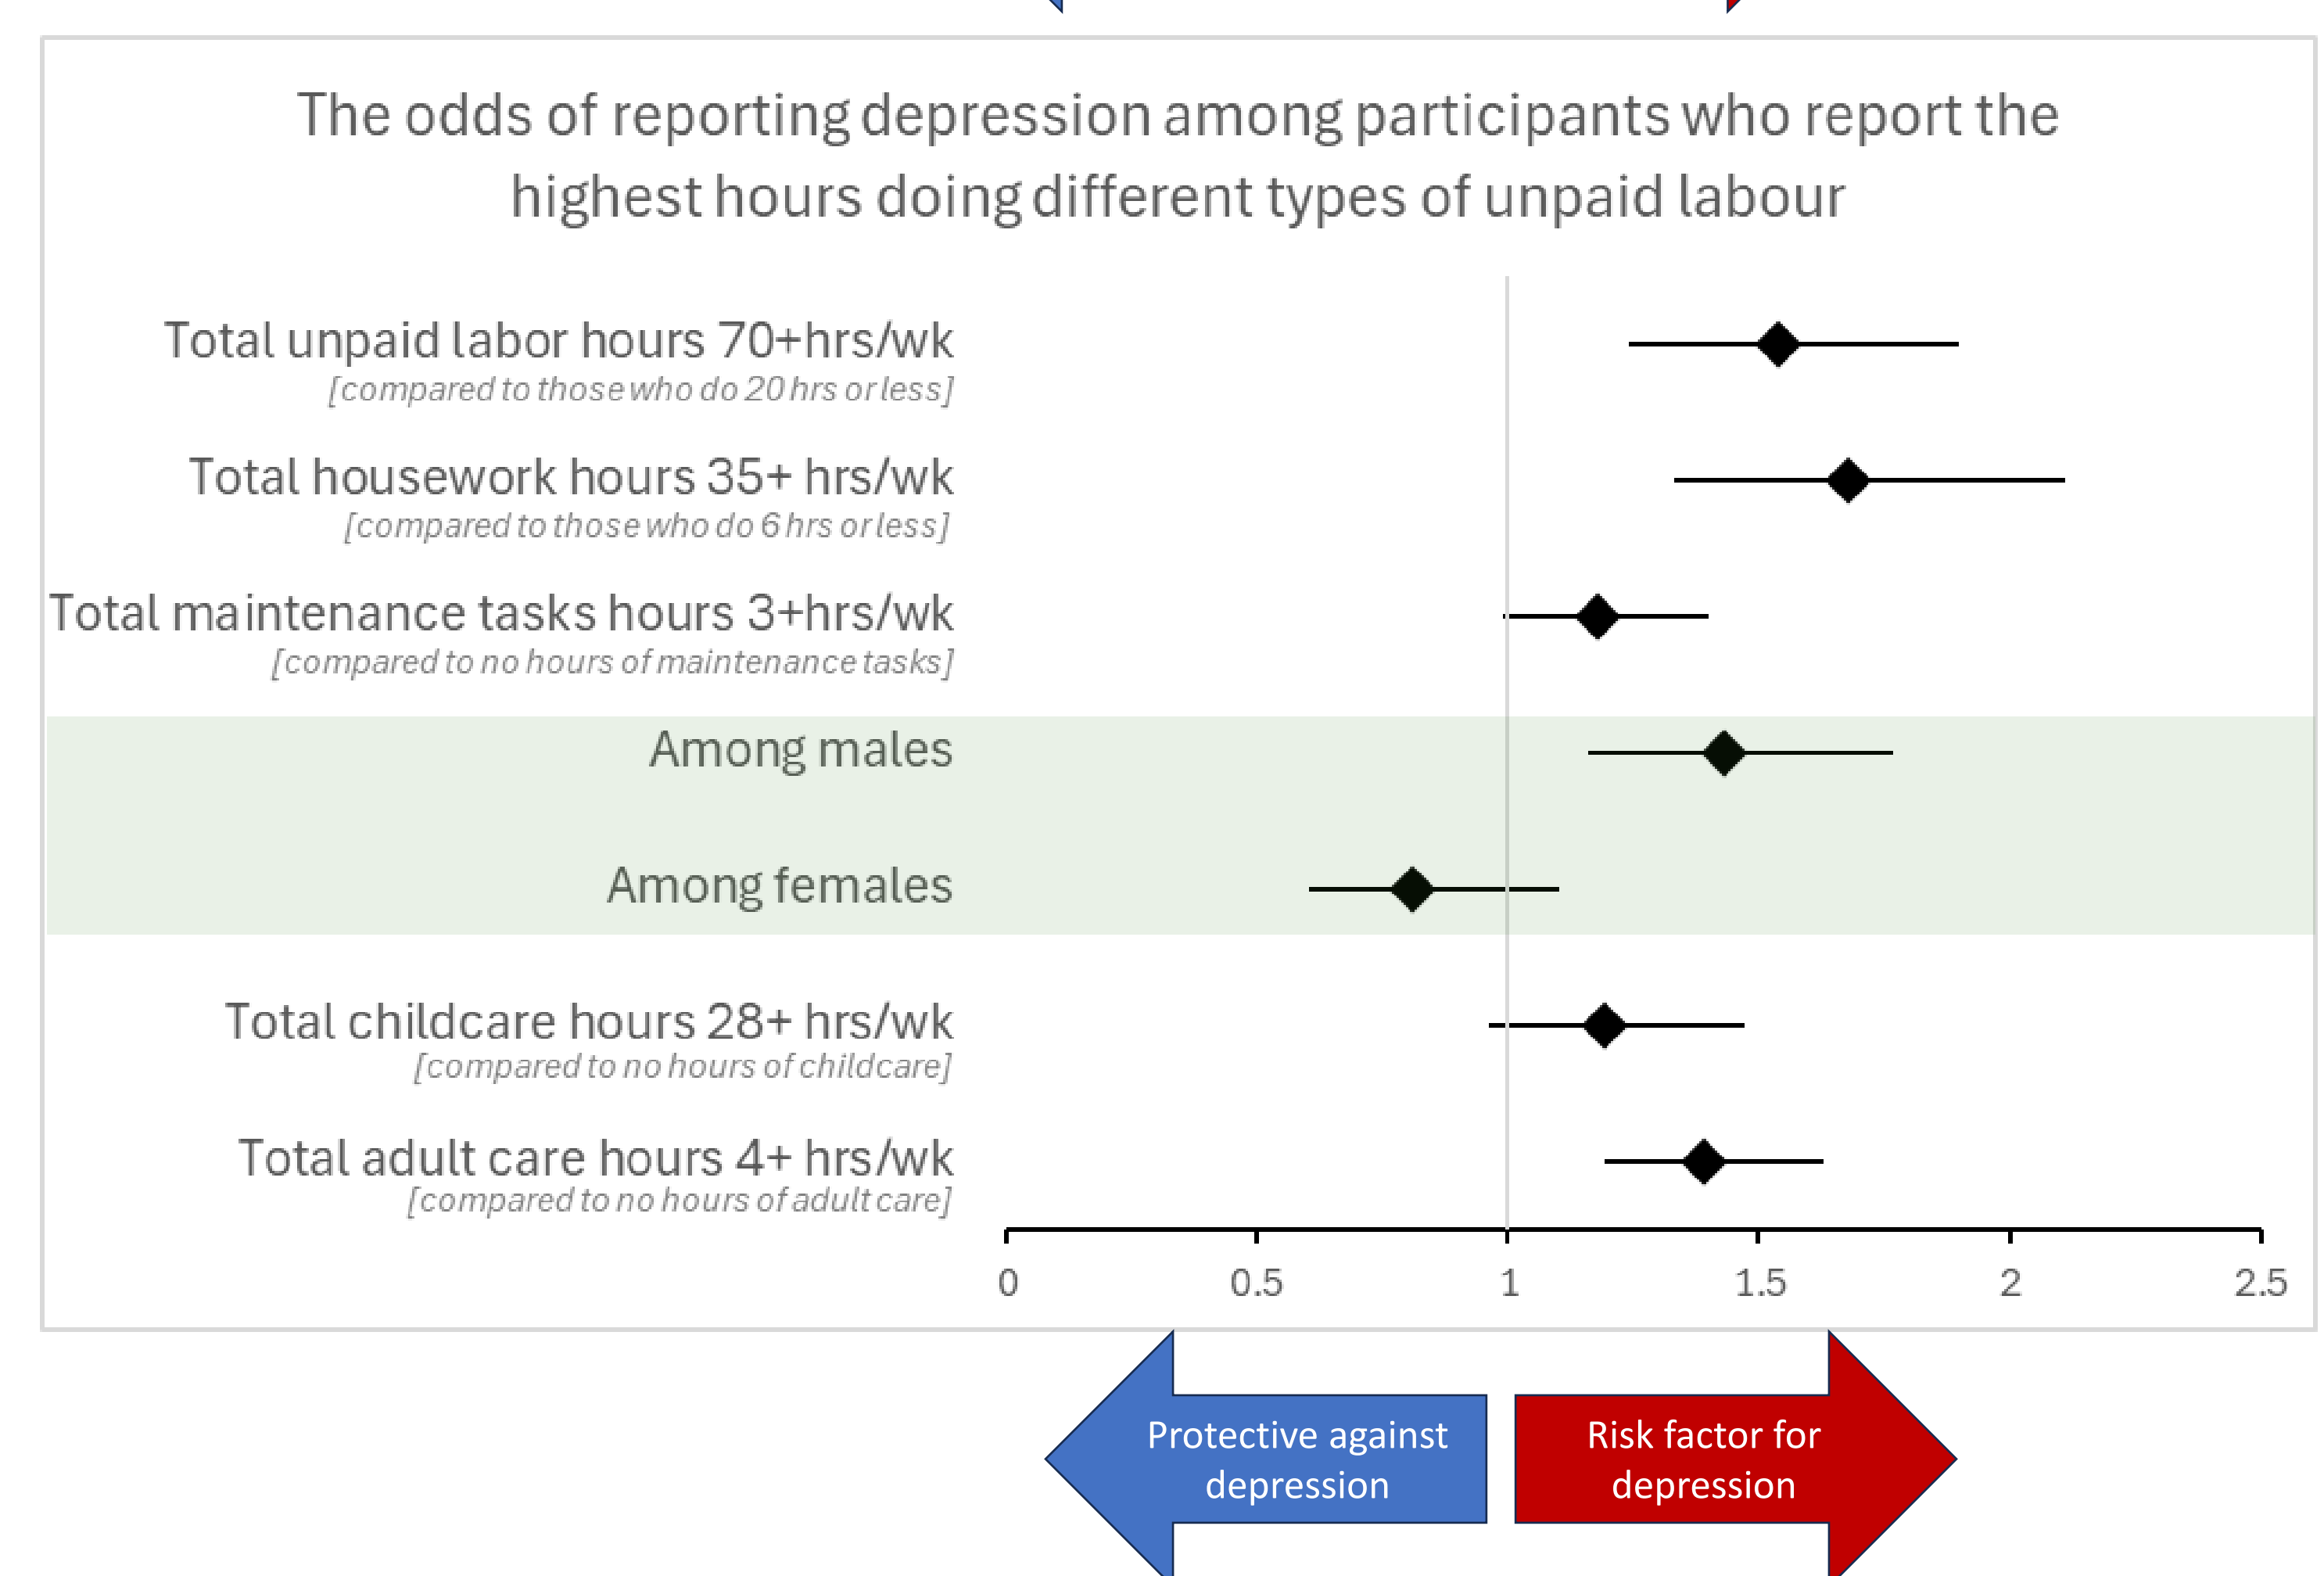 The odds of reporting depression among participants who report the
highest hours doing different types of unpaid labour
Total unpaid labor hours 70+hrs/wk
[compared to those who do 20 hrs or less]
Total housework hours 35+ hrs/wk
[compared to those who do 6 hrs or less]
Total maintenance tasks hours 3+hrs/wk
[compared to no hours of maintenance tasks]
Among males
Among females
Total childcare hours 28+ hrs/wk
[compared to no hours of childcare]
Total adult care hours 4+ hrs/wk
[compared to no hours of adult care]
0 0.5 1 1.5 2 2.5
Protective against
depression
Risk factor for
depression